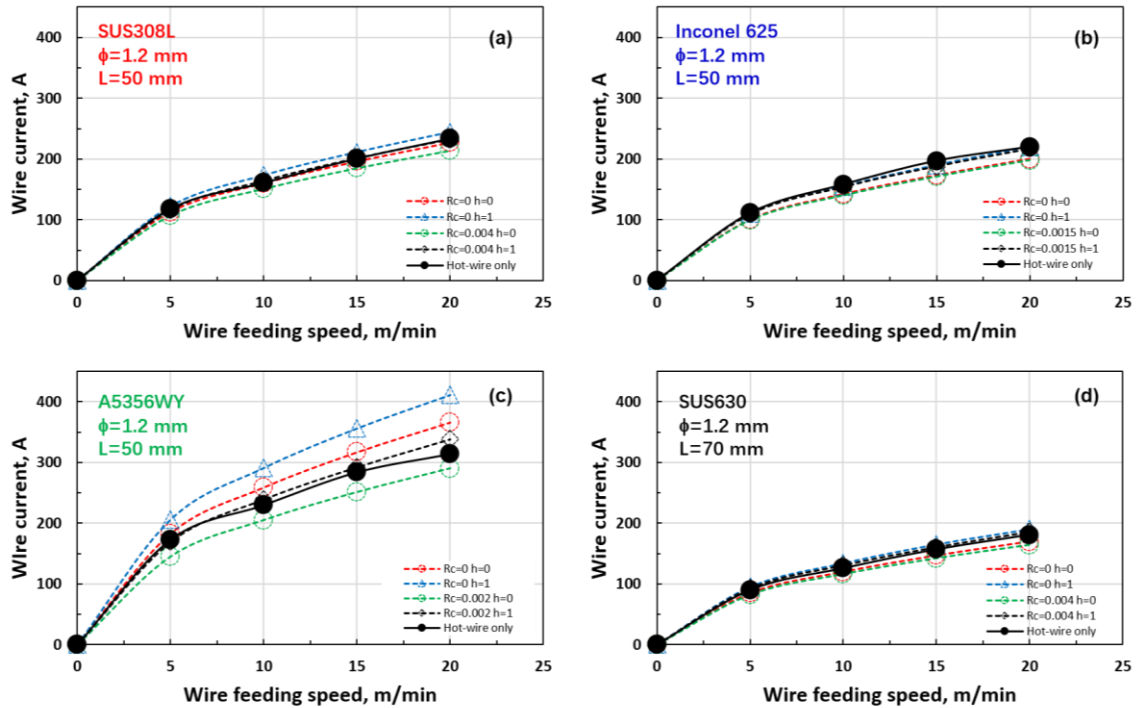 SUS308L
ϕ=1.2 mm
L=50 mm
(a)
Wire current, A
400
300
200
100
0
Rc=0 h=0
Rc=0 h=1
Rc=0.004 h=0
Rc=0.004 h=1
Hot-wire only
0 5 10 15 20 25
Wire feeding speed, m/min
Inconel 625
ϕ=1.2 mm
L=50 mm
(b)
Wire current, A
400
300
200
100
0
Rc=0 h=0
Rc=0 h=1
Rc=0.0015 h=0
Rc=0.0015 h=1
Hot-wire only
0 5 10 15 20 25
Wire feeding speed, m/min
A5356WY
ϕ=1.2 mm
L=50 mm
(c)
Wire current, A
400
300
200
100
0
Rc=0 h=0
Rc=0 h=1
Rc=0.002 h=0
Rc=0.002 h=1
Hot-wire only
0 5 10 15 20 25
Wire feeding speed, m/min
SUS630
ϕ=1.2 mm
L=70 mm
(d)
Wire current, A
400
300
200
100
0
Rc=0 h=0
Rc=0 h=1
Rc=0.004 h=0
Rc=0.004 h=1
Hot-wire only
0 5 10 15 20 25
Wire feeding speed, m/min